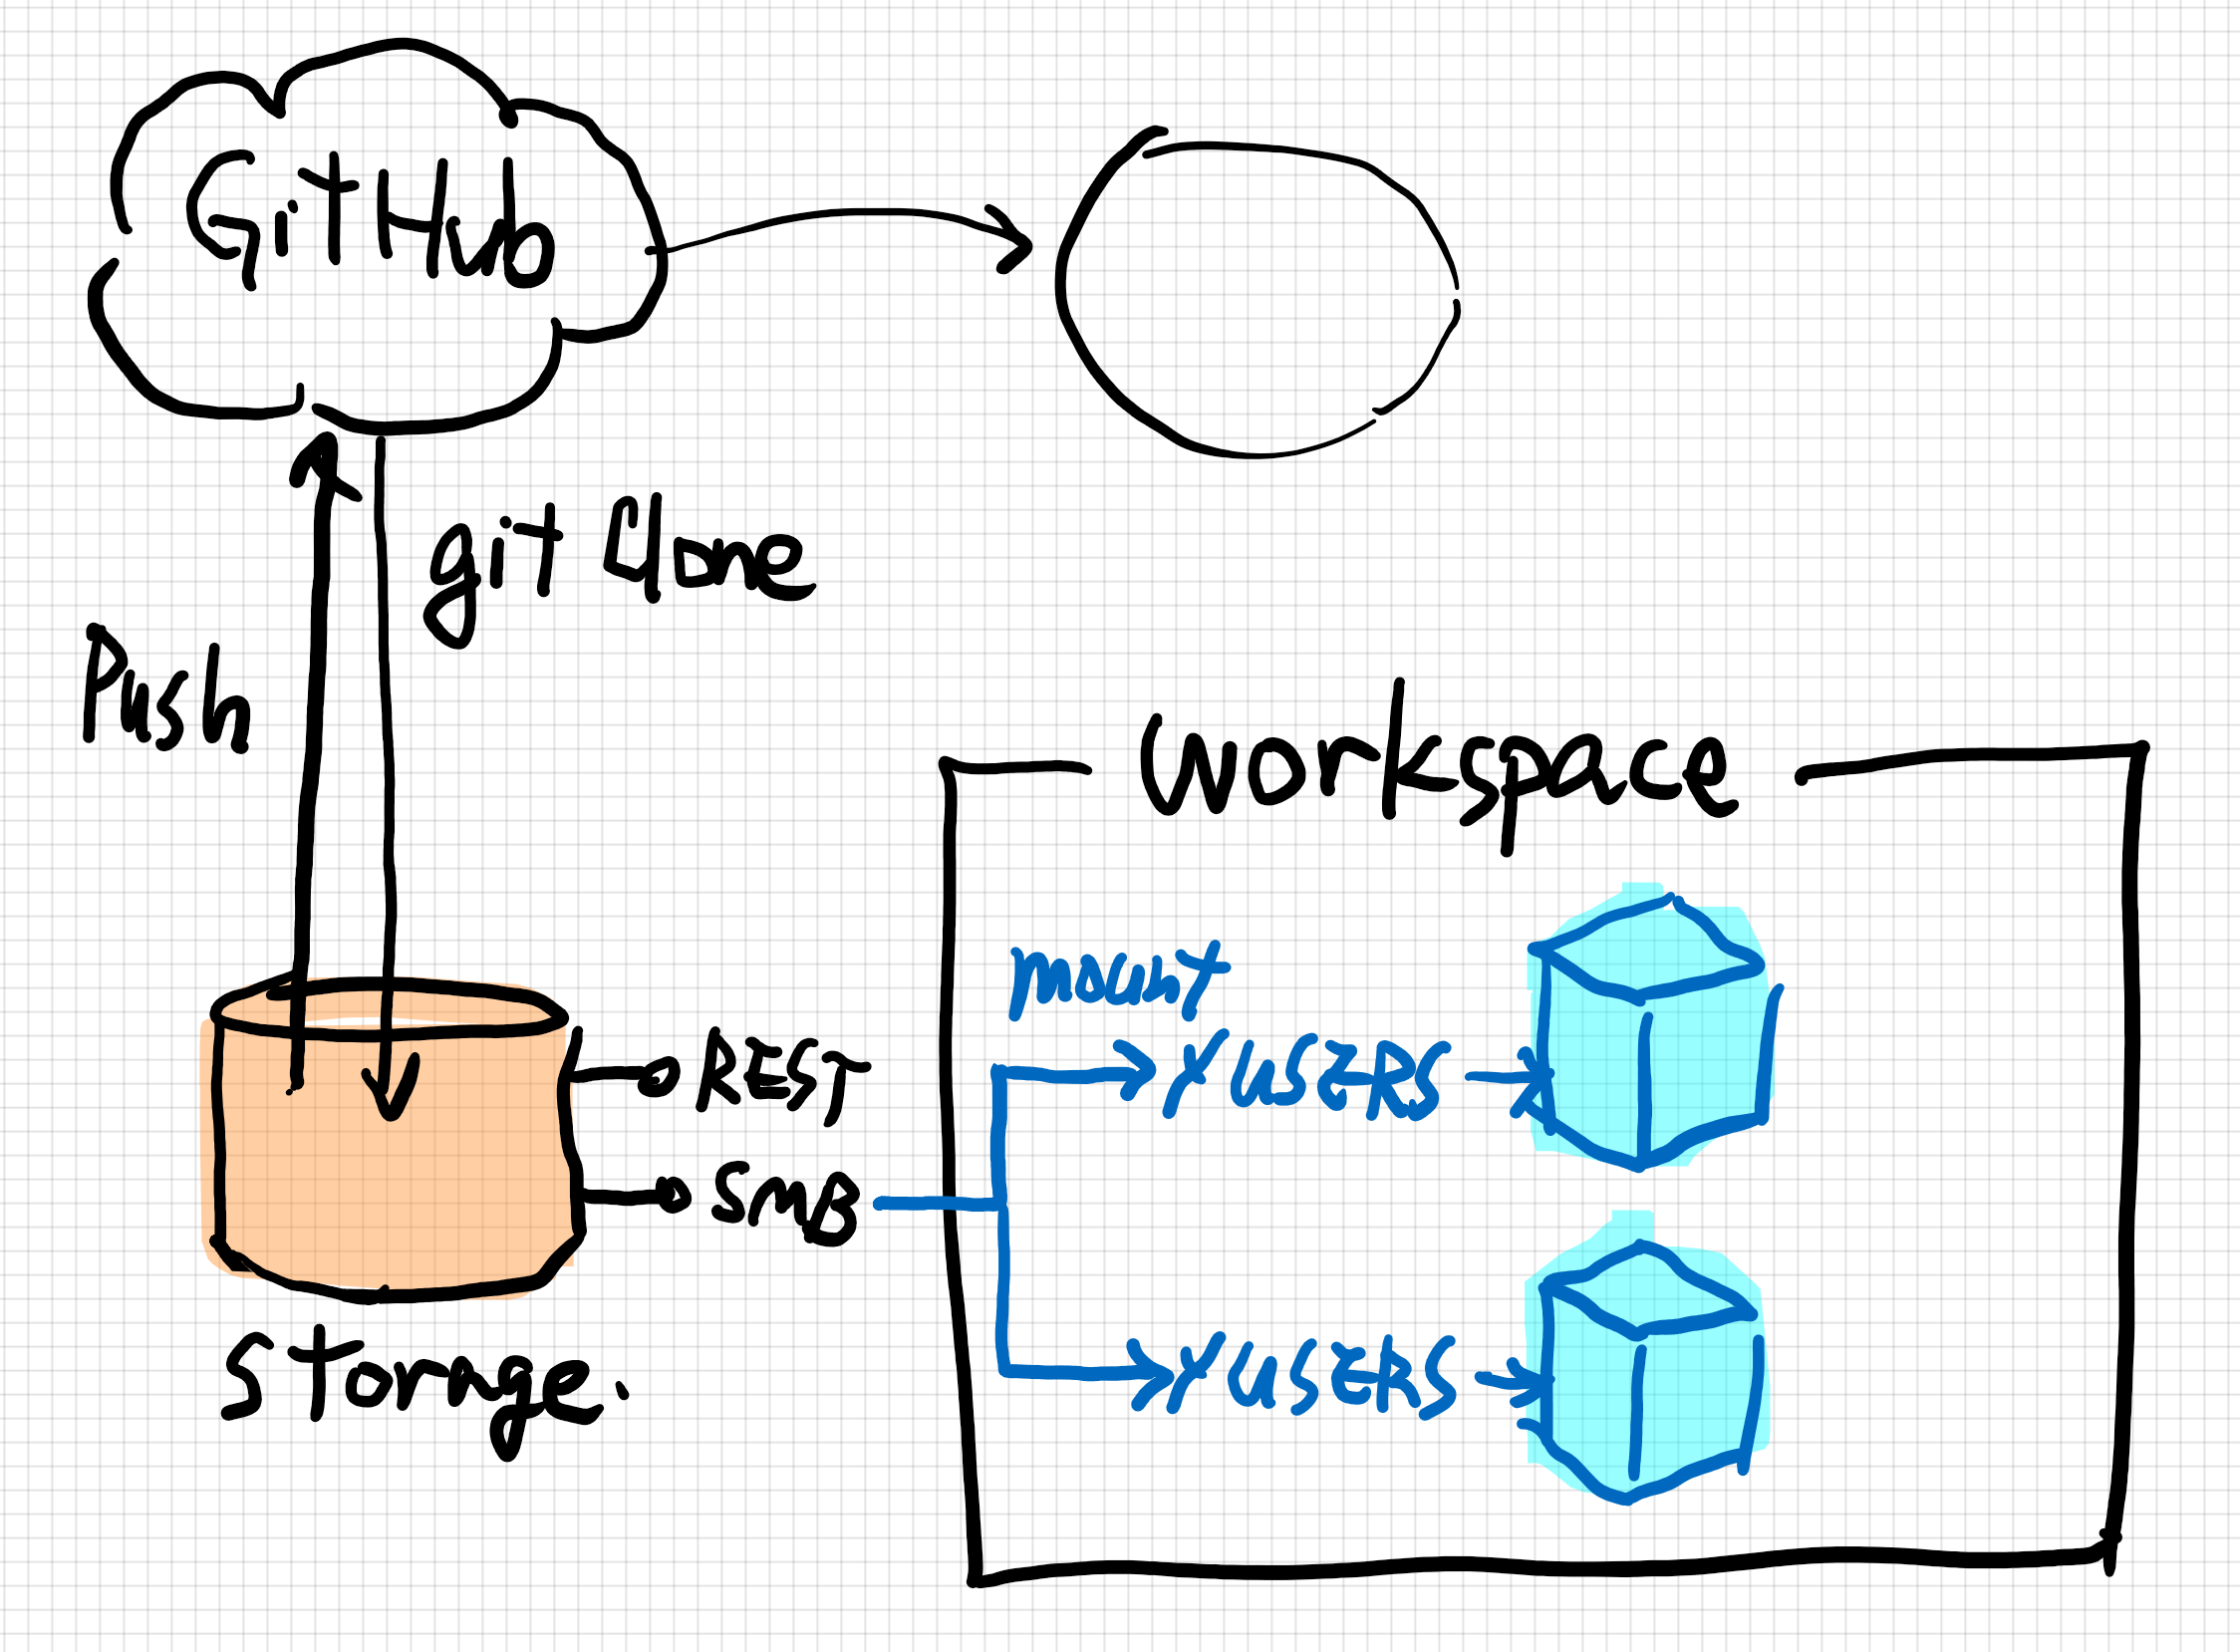 GitHub
git Clone
Push
workspace
mount
REST
/USERS
SMB
/USERS
Storage.